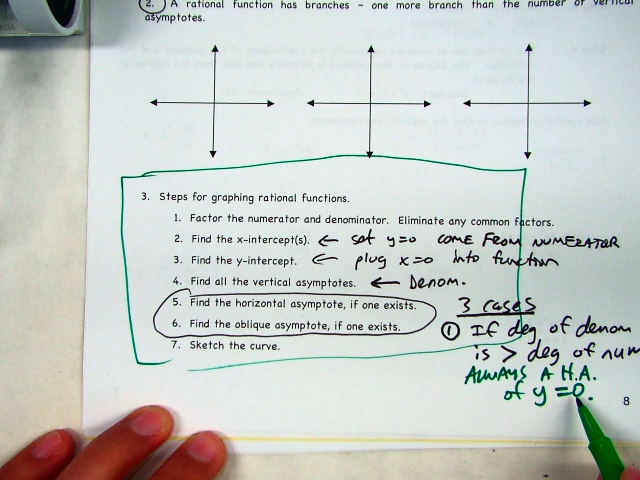 2. A rational function has branches - one more branch than the number of vertical
asymptotes.
3. Steps for graphing rational functions.
1. Factor the numerator and denominator. Eliminate any common factors.
2. Find the x-intercept(s). ← set y=0 COME FROM NUMERATOR
3. Find the y-intercept. ← plug x=0 into function
4. Find all the vertical asymptotes. ← Denom.
5. Find the horizontal asymptote, if one exists.
6. Find the oblique asymptote, if one exists.
7. Sketch the curve.
3 cases
① If deg of denom
is > deg of num
ALWAYS A H.A.
of y = 0.
8